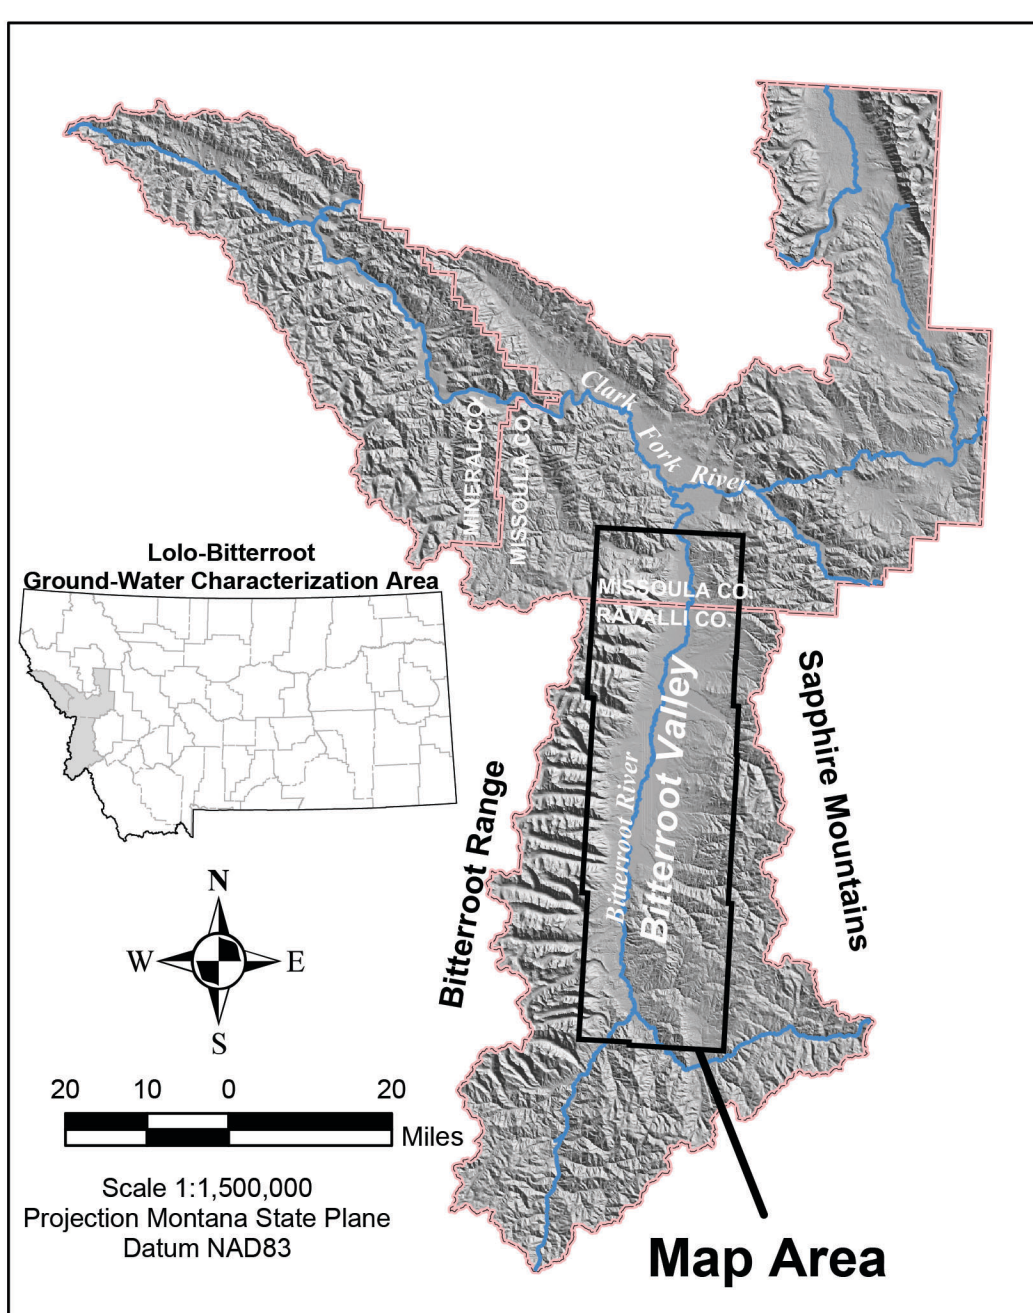 Clark Fork River
MINERAL CO.
MISSOULA CO.
Lolo-Bitterroot
Ground-Water Characterization Area
MISSOULA CO.
RAVALLI CO.
Bitterroot Range
Bitterroot River
Bitterroot Valley
Sapphire Mountains
N
W E
S
20 10 0 20
Miles
Scale 1:1,500,000
Projection Montana State Plane
Datum NAD83
Map Area